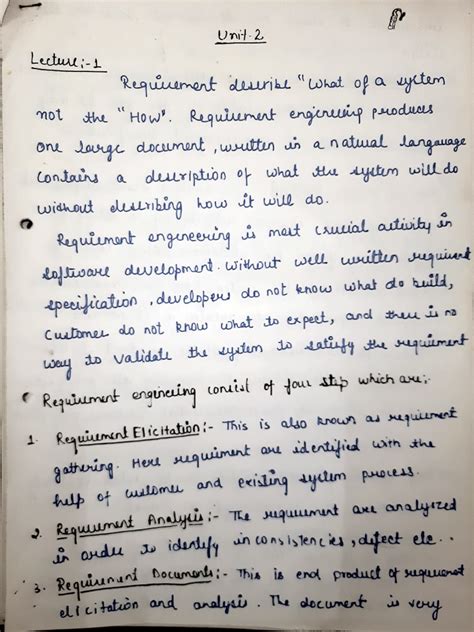 Unit-2
Lecture:-1
Requirement describe "What of a system
not the "How". Requirement engineering produces
one large document, written in a natural language
contains a description of what the system will do
without describing how it will do.
Requirement engineering is most crucial activity in
software development. Without well written requirement
specification, developers do not know what do build,
Customer do not know what to expect, and there is no
way to validate the system to satisfy the requirement
Requirement engineering consist of four step which are:-
1. Requirement Elicitation:- This is also known as requirement
gathering. Here requirement are identified with the
help of customer and existing system process.
2. Requirement Analysis:- The requirement are analyized
in order to identify inconsistencies, defect etc..
3. Requirement Documents:- This is end product of requirement
elicitation and analysis. The document is very